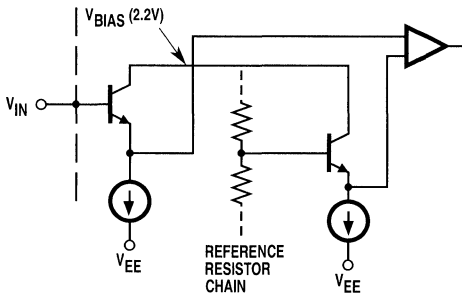 VBIAS (2.2V)
VIN
VEE
REFERENCE
RESISTOR
CHAIN
VEE